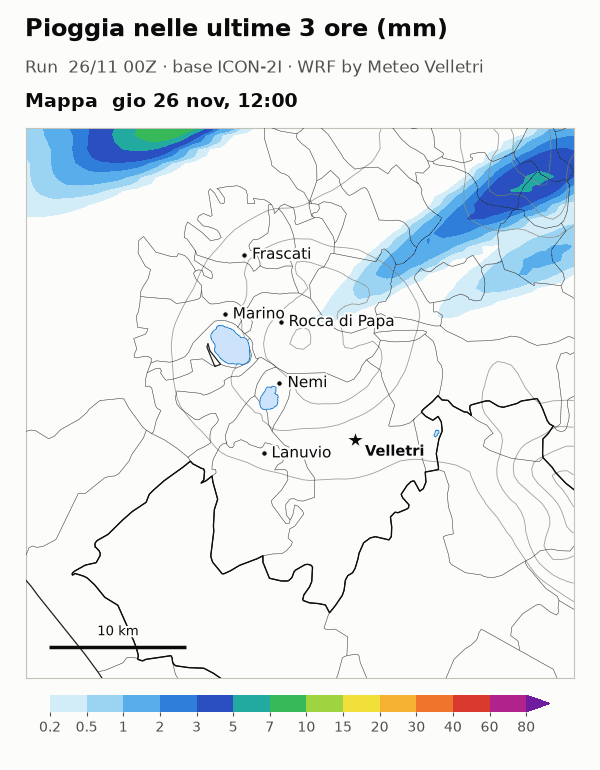 Pioggia nelle ultime 3 ore (mm)
Run  26/11 00Z · base ICON-2I · WRF by Meteo Velletri
Mappa  gio 26 nov, 12:00
Frascati
Marino
Rocca di Papa
Nemi
Velletri
Lanuvio
10 km
0.2 0.5 1 2 3 5 7 10 15 20 30 40 60 80